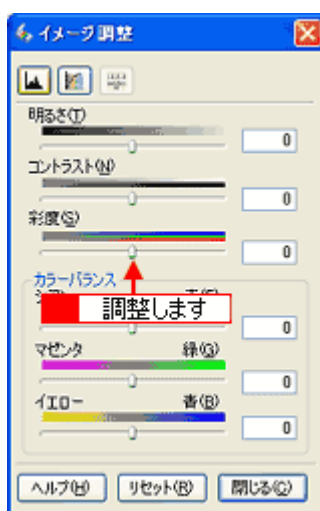 イメージ調整
明るさ(T)
0
コントラスト(N)
0
彩度(S)
0
カラーバランス
調整します
0
マゼンタ 緑(G)
0
イエロー 青(B)
0
ヘルプ(H) リセット(R) 閉じる(C)